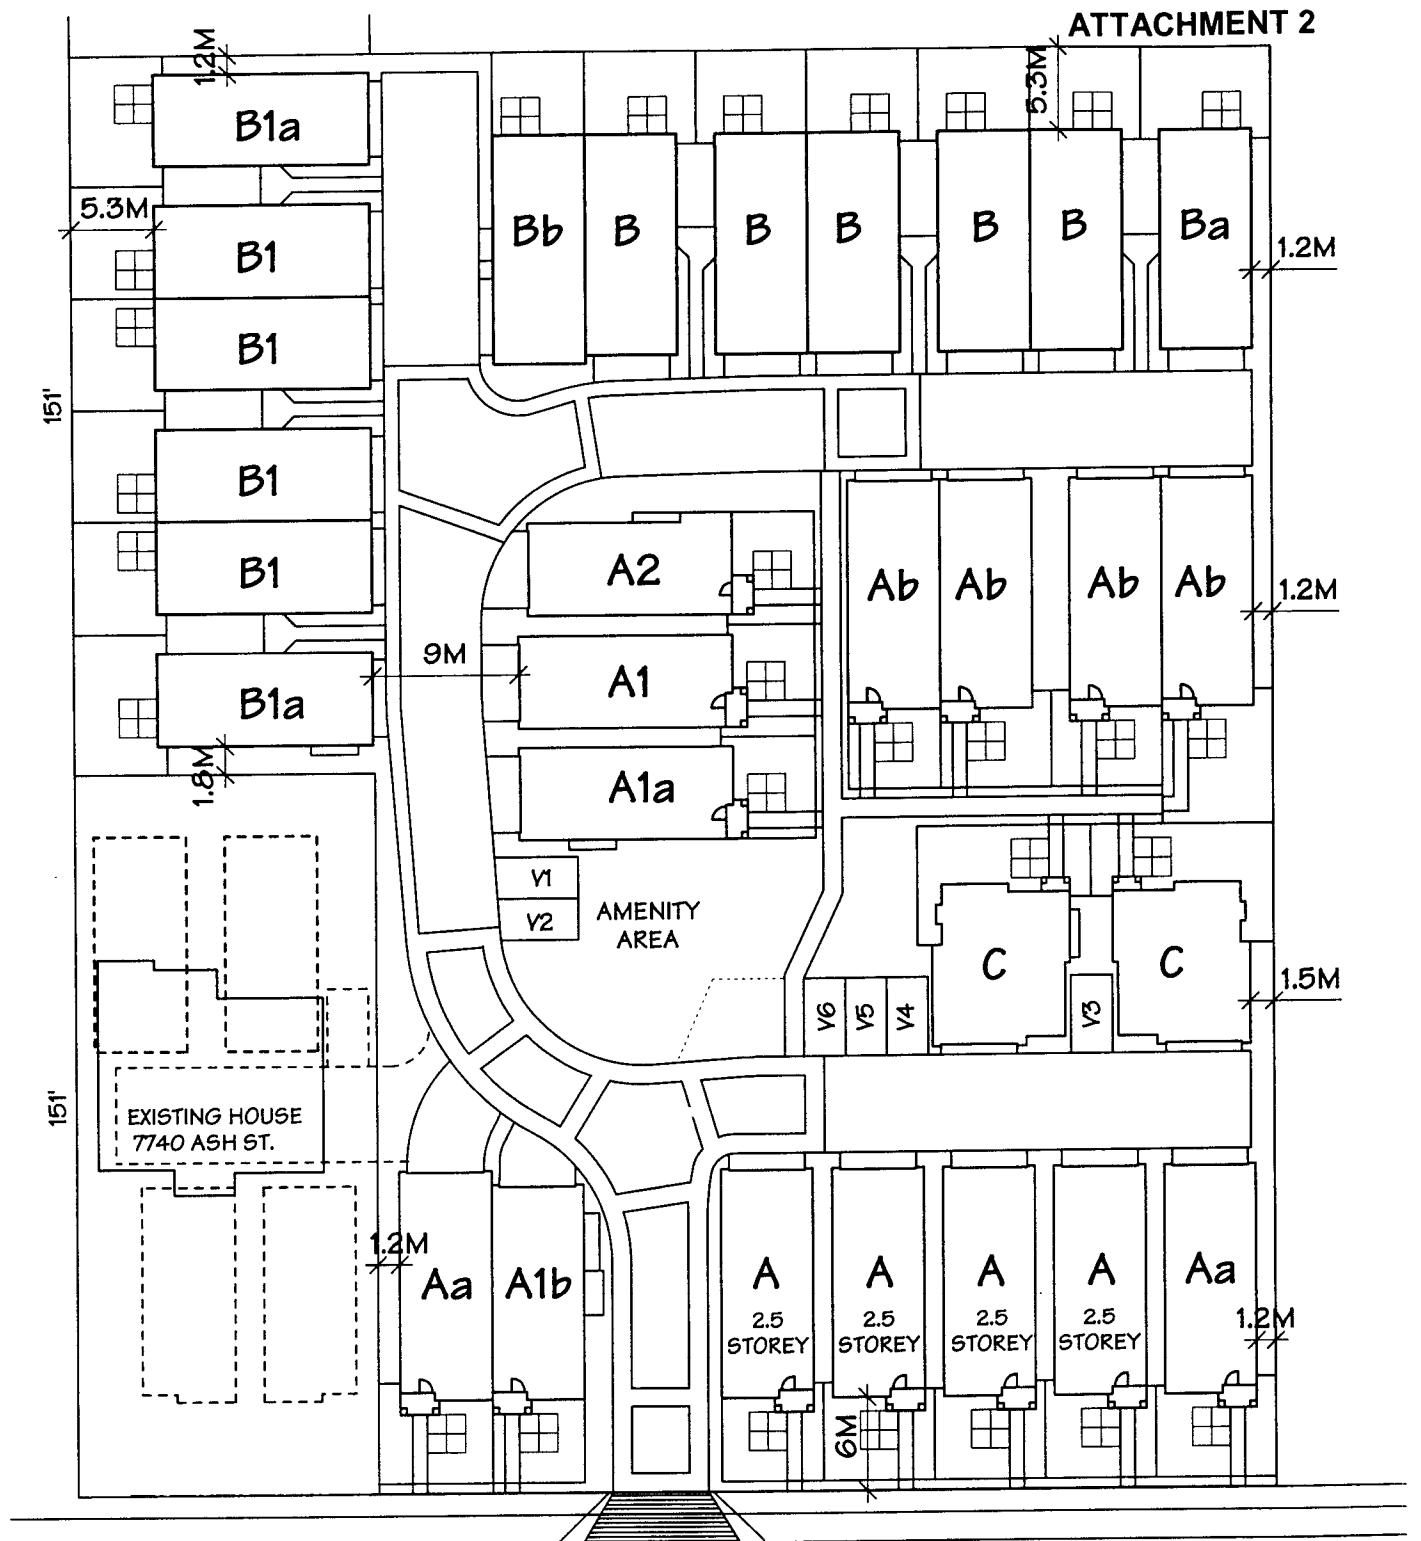 ATTACHMENT 2
1.2M
5.3M
B1a
5.3M
Bb
B
B
B
B
B
Ba
1.2M
B1
B1
151'
B1
B1
A2
Ab
Ab
Ab
Ab
1.2M
9M
A1
B1a
1.8M
A1a
V1
V2
AMENITY
AREA
C
C
1.5M
V6
V5
V4
V3
151'
EXISTING HOUSE
7740 ASH ST.
1.2M
Aa
A1b
A
2.5
STOREY
A
2.5
STOREY
A
2.5
STOREY
A
2.5
STOREY
Aa
1.2M
6M